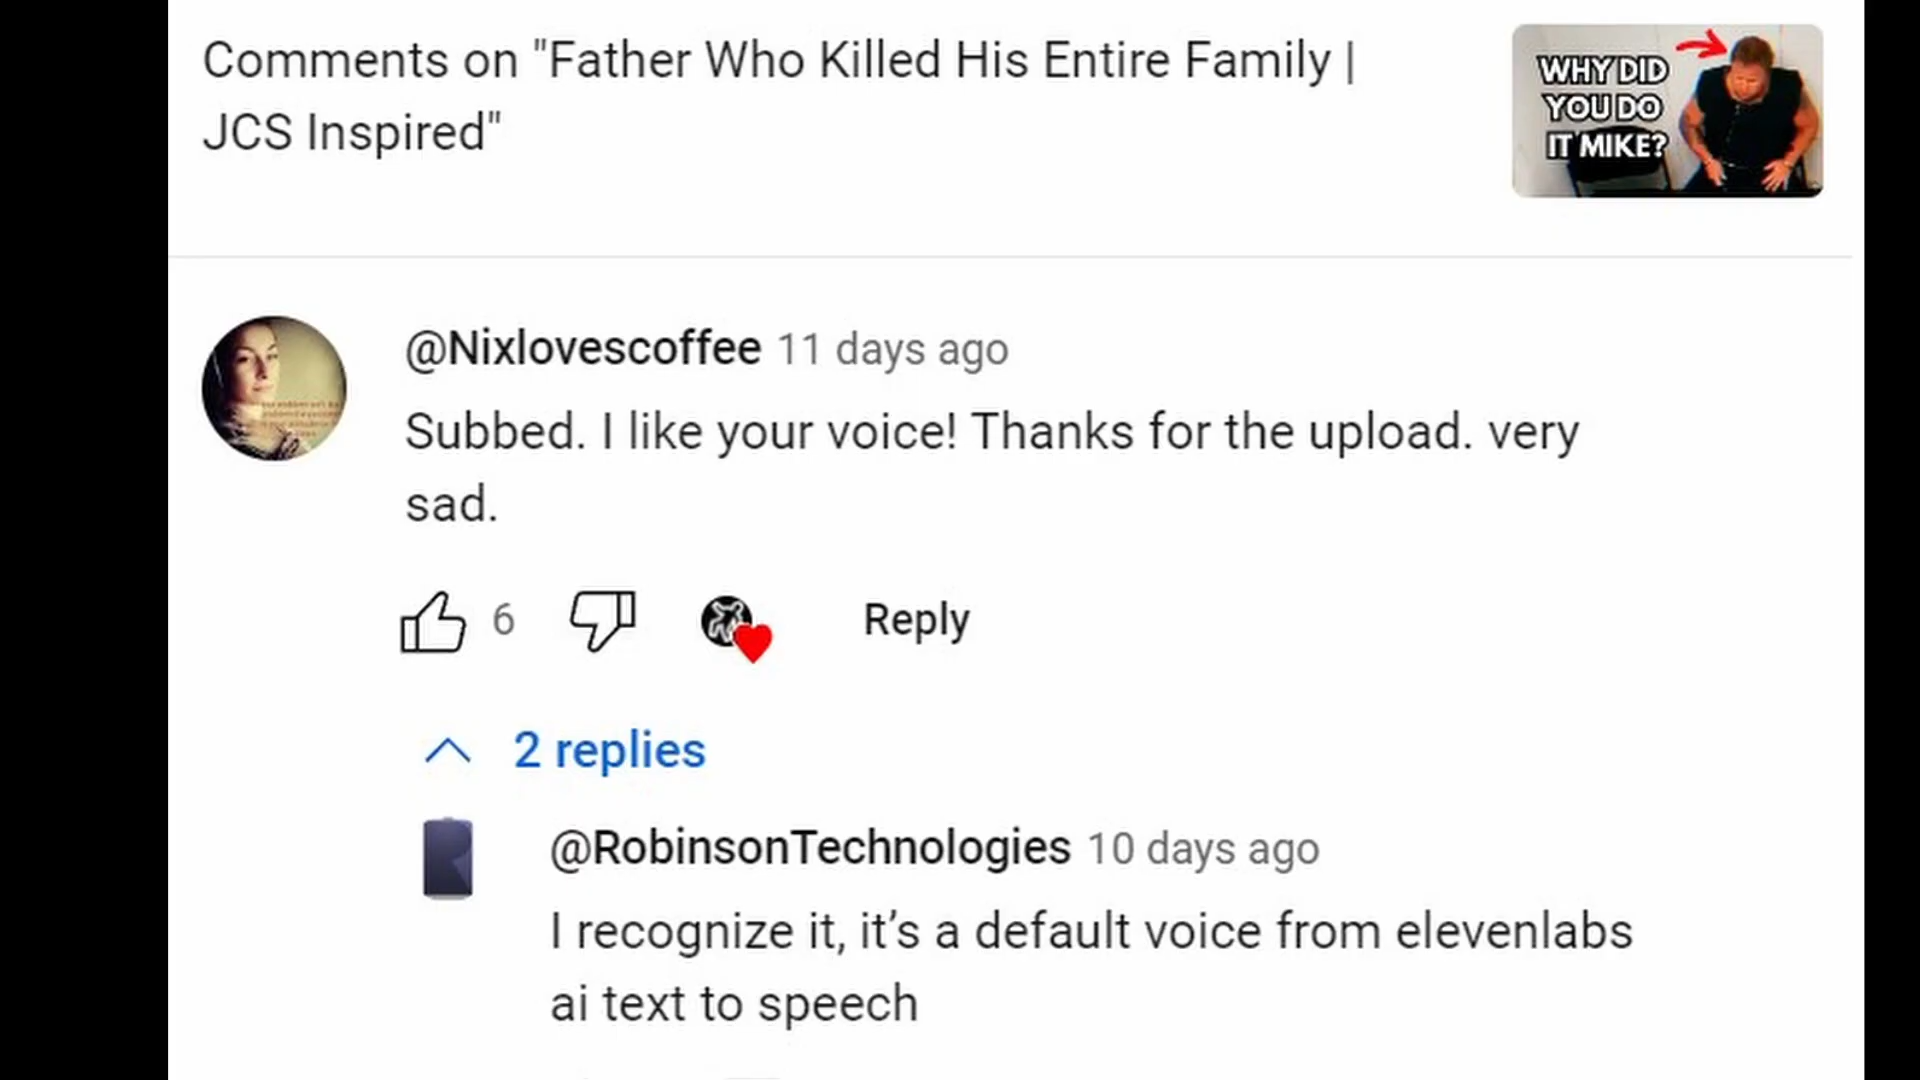 Comments on "Father Who Killed His Entire Family |
JCS Inspired"
WHY DID
YOU DO
IT MIKE?
@Nixlovescoffee 11 days ago
Subbed. I like your voice! Thanks for the upload. very
sad.
6 Reply
2 replies
@RobinsonTechnologies 10 days ago
I recognize it, it’s a default voice from elevenlabs
ai text to speech